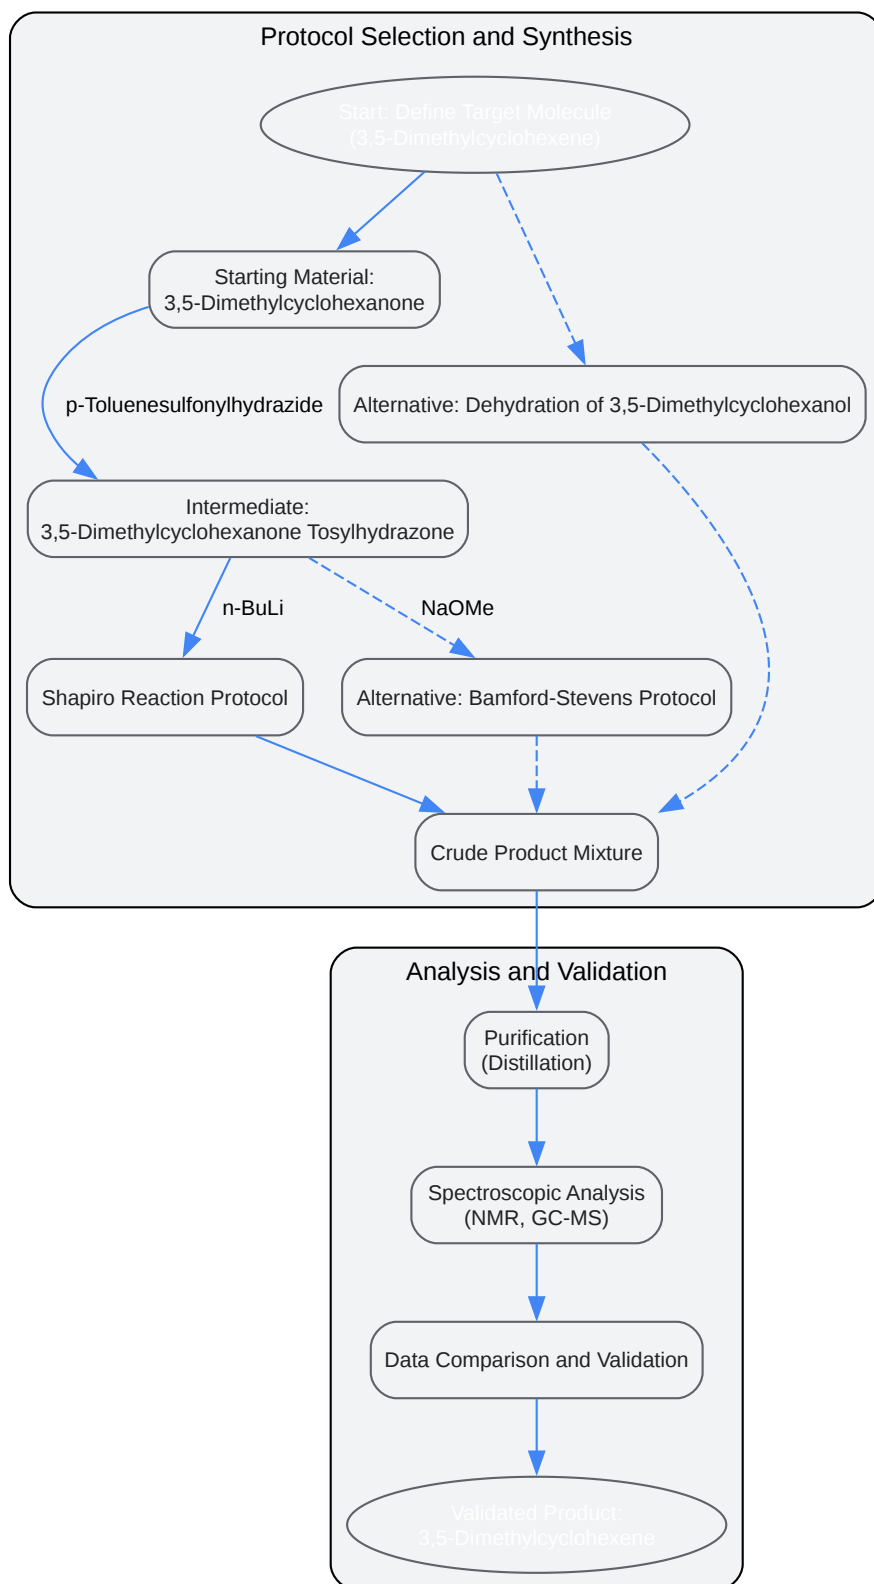 Protocol Selection and Synthesis
Start: Define Target Molecule
(3,5-Dimethylcyclohexene)
Starting Material:
3,5-Dimethylcyclohexanone
p-Toluenesulfonylhydrazide
Alternative: Dehydration of 3,5-Dimethylcyclohexanol
Intermediate:
3,5-Dimethylcyclohexanone Tosylhydrazone
n-BuLi
NaOMe
Shapiro Reaction Protocol
Alternative: Bamford-Stevens Protocol
Crude Product Mixture
Analysis and Validation
Purification
(Distillation)
Spectroscopic Analysis
(NMR, GC-MS)
Data Comparison and Validation
Validated Product:
3,5-Dimethylcyclohexene